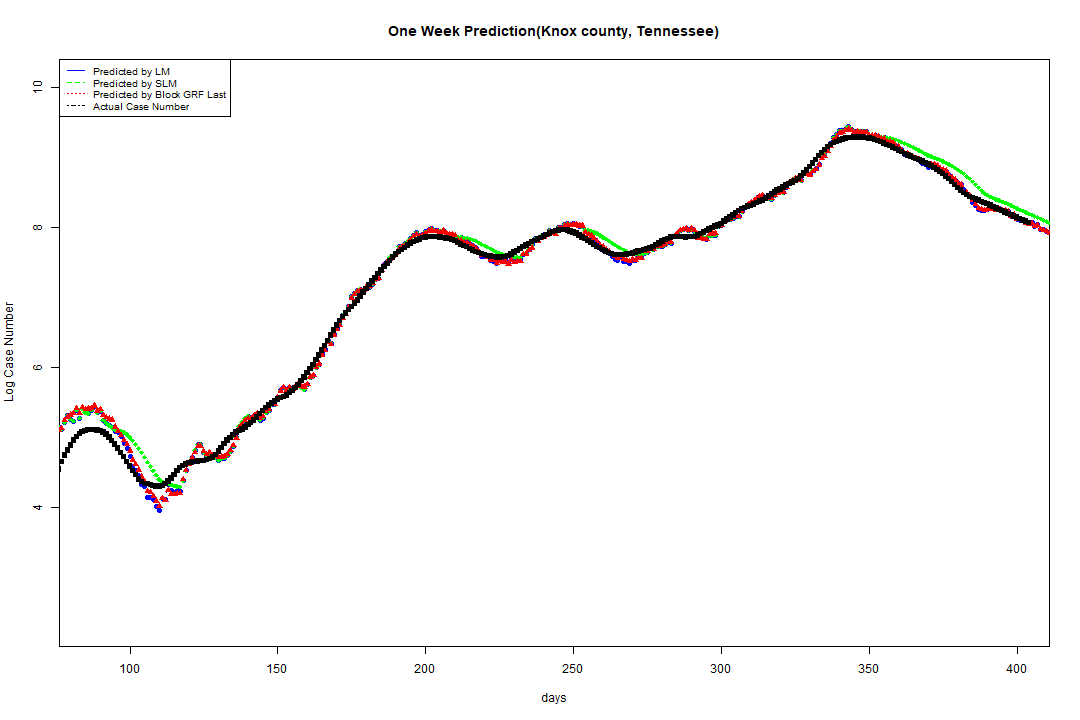 One Week Prediction(Knox county, Tennessee)
Predicted by LM
Predicted by SLM
Predicted by Block GRF Last
Actual Case Number
10
8
6
4
Log Case Number
100 150 200 250 300 350 400
days